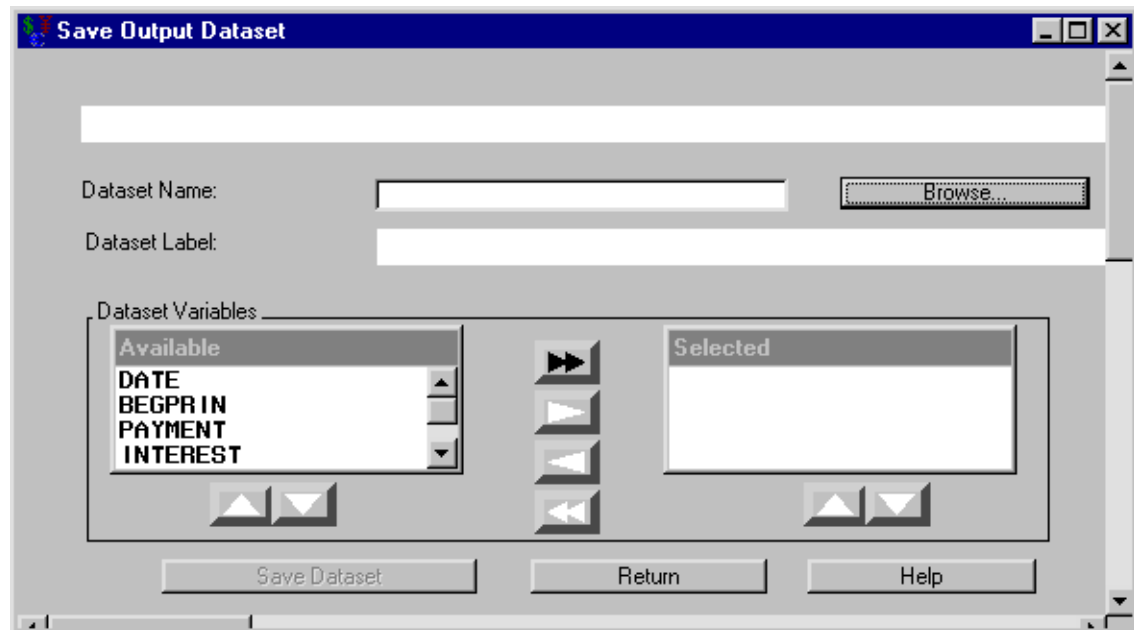 Save Output Dataset
Dataset Name:
Browse...
Dataset Label:
Dataset Variables
Available
Selected
DATE
BEGPRIN
PAYMENT
INTEREST
Save Dataset
Return
Help